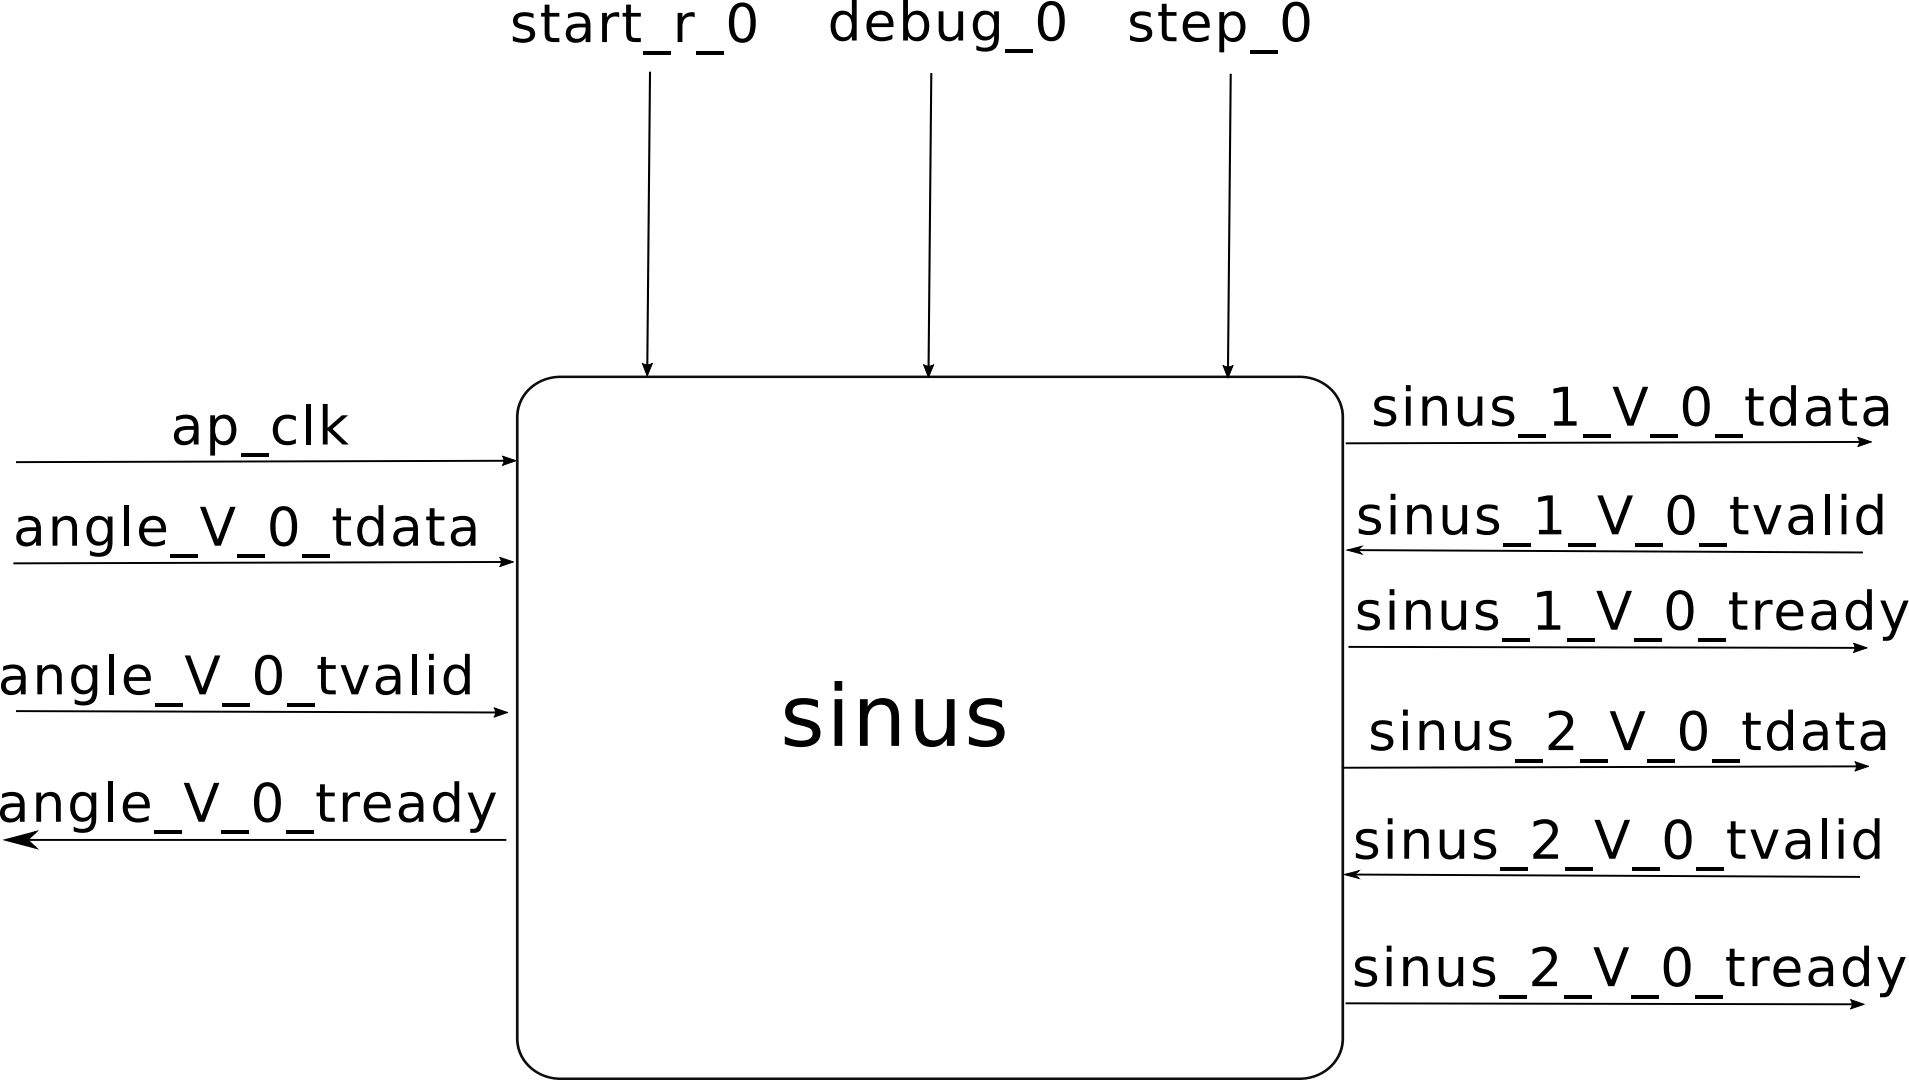 start_r_0 debug_0 step_0
ap_clk
angle_V_0_tdata
angle_V_0_tvalid
angle_V_0_tready
sinus
sinus_1_V_0_tdata
sinus_1_V_0_tvalid
sinus_1_V_0_tready
sinus_2_V_0_tdata
sinus_2_V_0_tvalid
sinus_2_V_0_tready